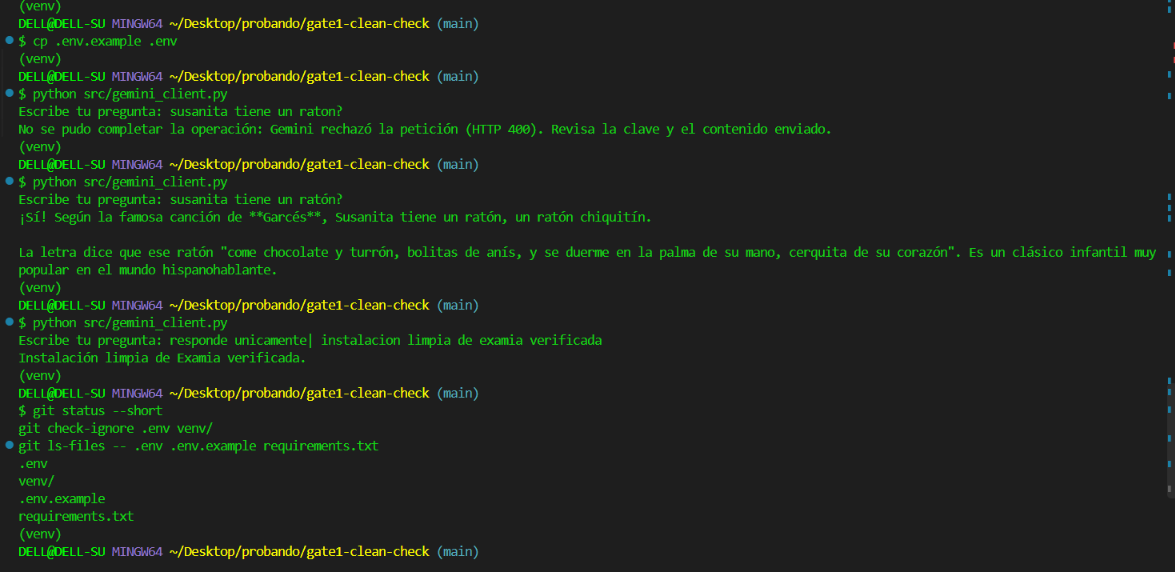 (venv)
DELL@DELL-SU MINGW64 ~/Desktop/probando/gate1-clean-check (main)
$ cp .env.example .env
(venv)
DELL@DELL-SU MINGW64 ~/Desktop/probando/gate1-clean-check (main)
$ python src/gemini_client.py
Escribe tu pregunta: susanita tiene un raton?
No se pudo completar la operación: Gemini rechazó la petición (HTTP 400). Revisa la clave y el contenido enviado.
(venv)
DELL@DELL-SU MINGW64 ~/Desktop/probando/gate1-clean-check (main)
$ python src/gemini_client.py
Escribe tu pregunta: susanita tiene un ratón?
¡Sí! Según la famosa canción de **Garcés**, Susanita tiene un ratón, un ratón chiquitín.

La letra dice que ese ratón "come chocolate y turrón, bolitas de anís, y se duerme en la palma de su mano, cerquita de su corazón". Es un clásico infantil muy
popular en el mundo hispanohablante.
(venv)
DELL@DELL-SU MINGW64 ~/Desktop/probando/gate1-clean-check (main)
$ python src/gemini_client.py
Escribe tu pregunta: responde unicamente| instalacion limpia de examia verificada
Instalación limpia de Examia verificada.
(venv)
DELL@DELL-SU MINGW64 ~/Desktop/probando/gate1-clean-check (main)
$ git status --short
git check-ignore .env venv/
git ls-files -- .env .env.example requirements.txt
.env
venv/
.env.example
requirements.txt
(venv)
DELL@DELL-SU MINGW64 ~/Desktop/probando/gate1-clean-check (main)